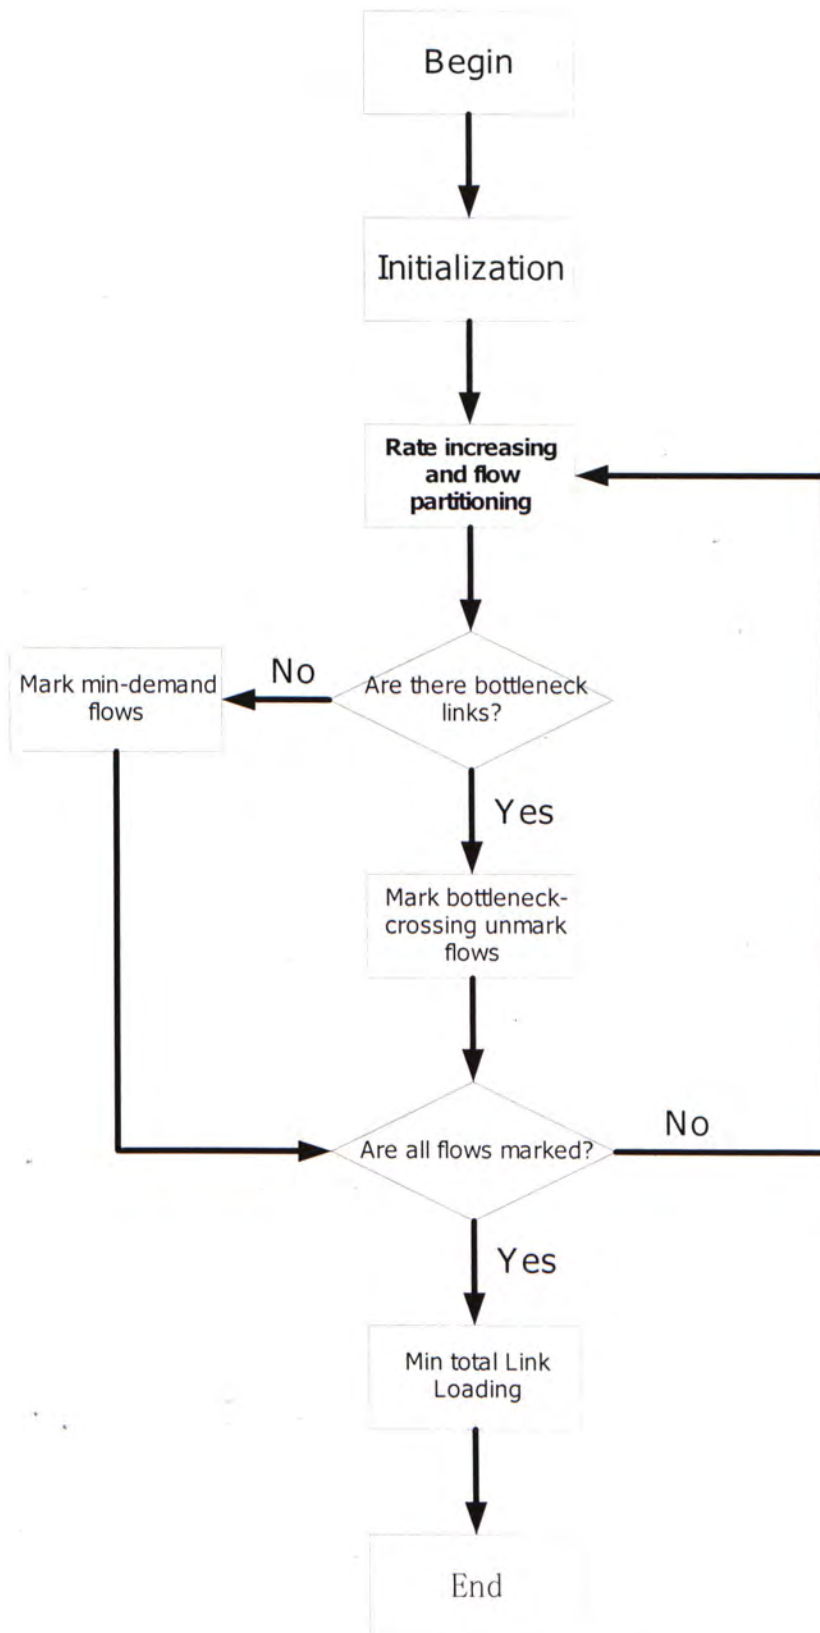 Begin
Initialization
Rate increasing
and flow
partitioning
Are there bottleneck
links?
No
Mark min-demand
flows
Yes
Mark bottleneck-
crossing unmark
flows
Are all flows marked?
No
Yes
Min total Link
Loading
End